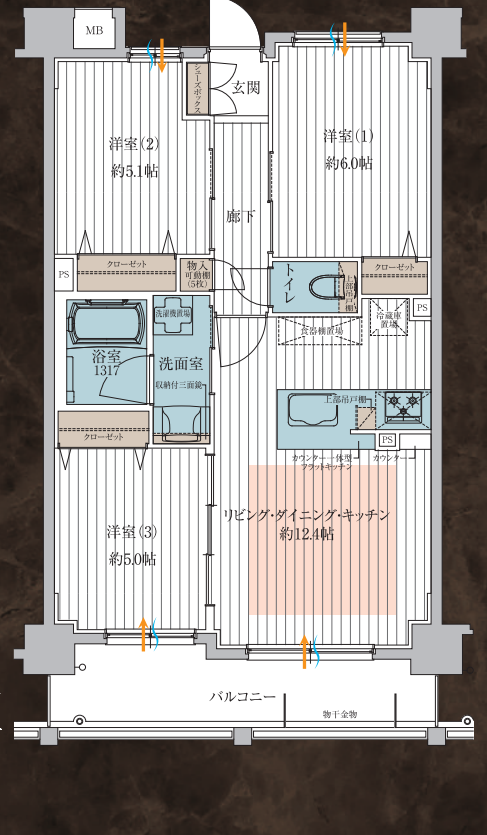 MB
シューズボックス
玄関
洋室(2)
約5.1帖
洋室(1)
約6.0帖
廊下
PS
クローゼット
物入
可動棚
(5枚)
トイレ
上部吊戸棚
クローゼット
PS
洗濯機置場
食器棚置場
冷蔵庫
置場
浴室
1317
洗面室
収納付三面鏡
上部吊戸棚
クローゼット
PS
カウンター一体型
フラットキッチン
カウンター
リビング・ダイニング・キッチン
約12.4帖
洋室(3)
約5.0帖
バルコニー
物干金物